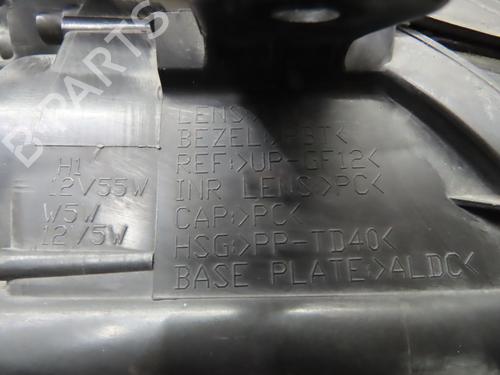 H1
12V55W
W5W
12V5W
LENS>
BEZEL>PBT<
REF:>UP-GF12<
INR LENS>PC<
CAP:>PC<
HSG:>PP-TD40<
BASE PLATE:>ALDC<
B-PARTS